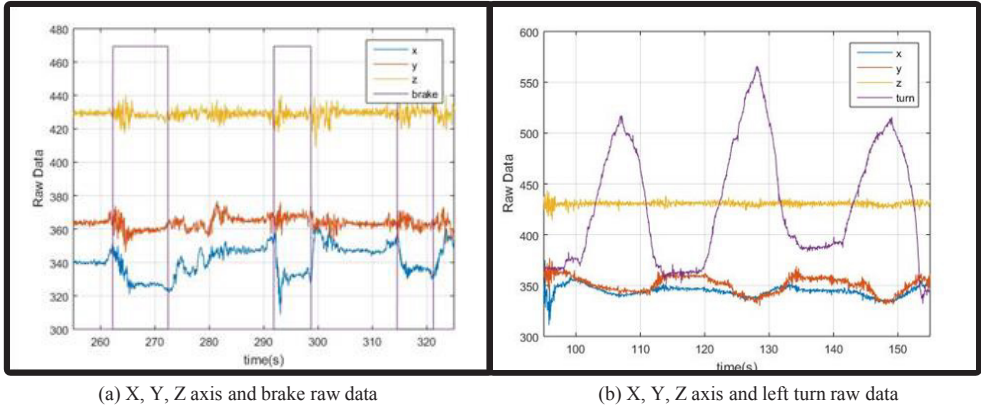 480
460
440
420
400
380
360
340
320
300
Raw Data
260 270 280 290 300 310 320
time(s)
x
y
z
brake
(a) X, Y, Z axis and brake raw data
600
550
500
450
400
350
300
Raw Data
100 110 120 130 140 150
time(s)
x
y
z
turn
(b) X, Y, Z axis and left turn raw data